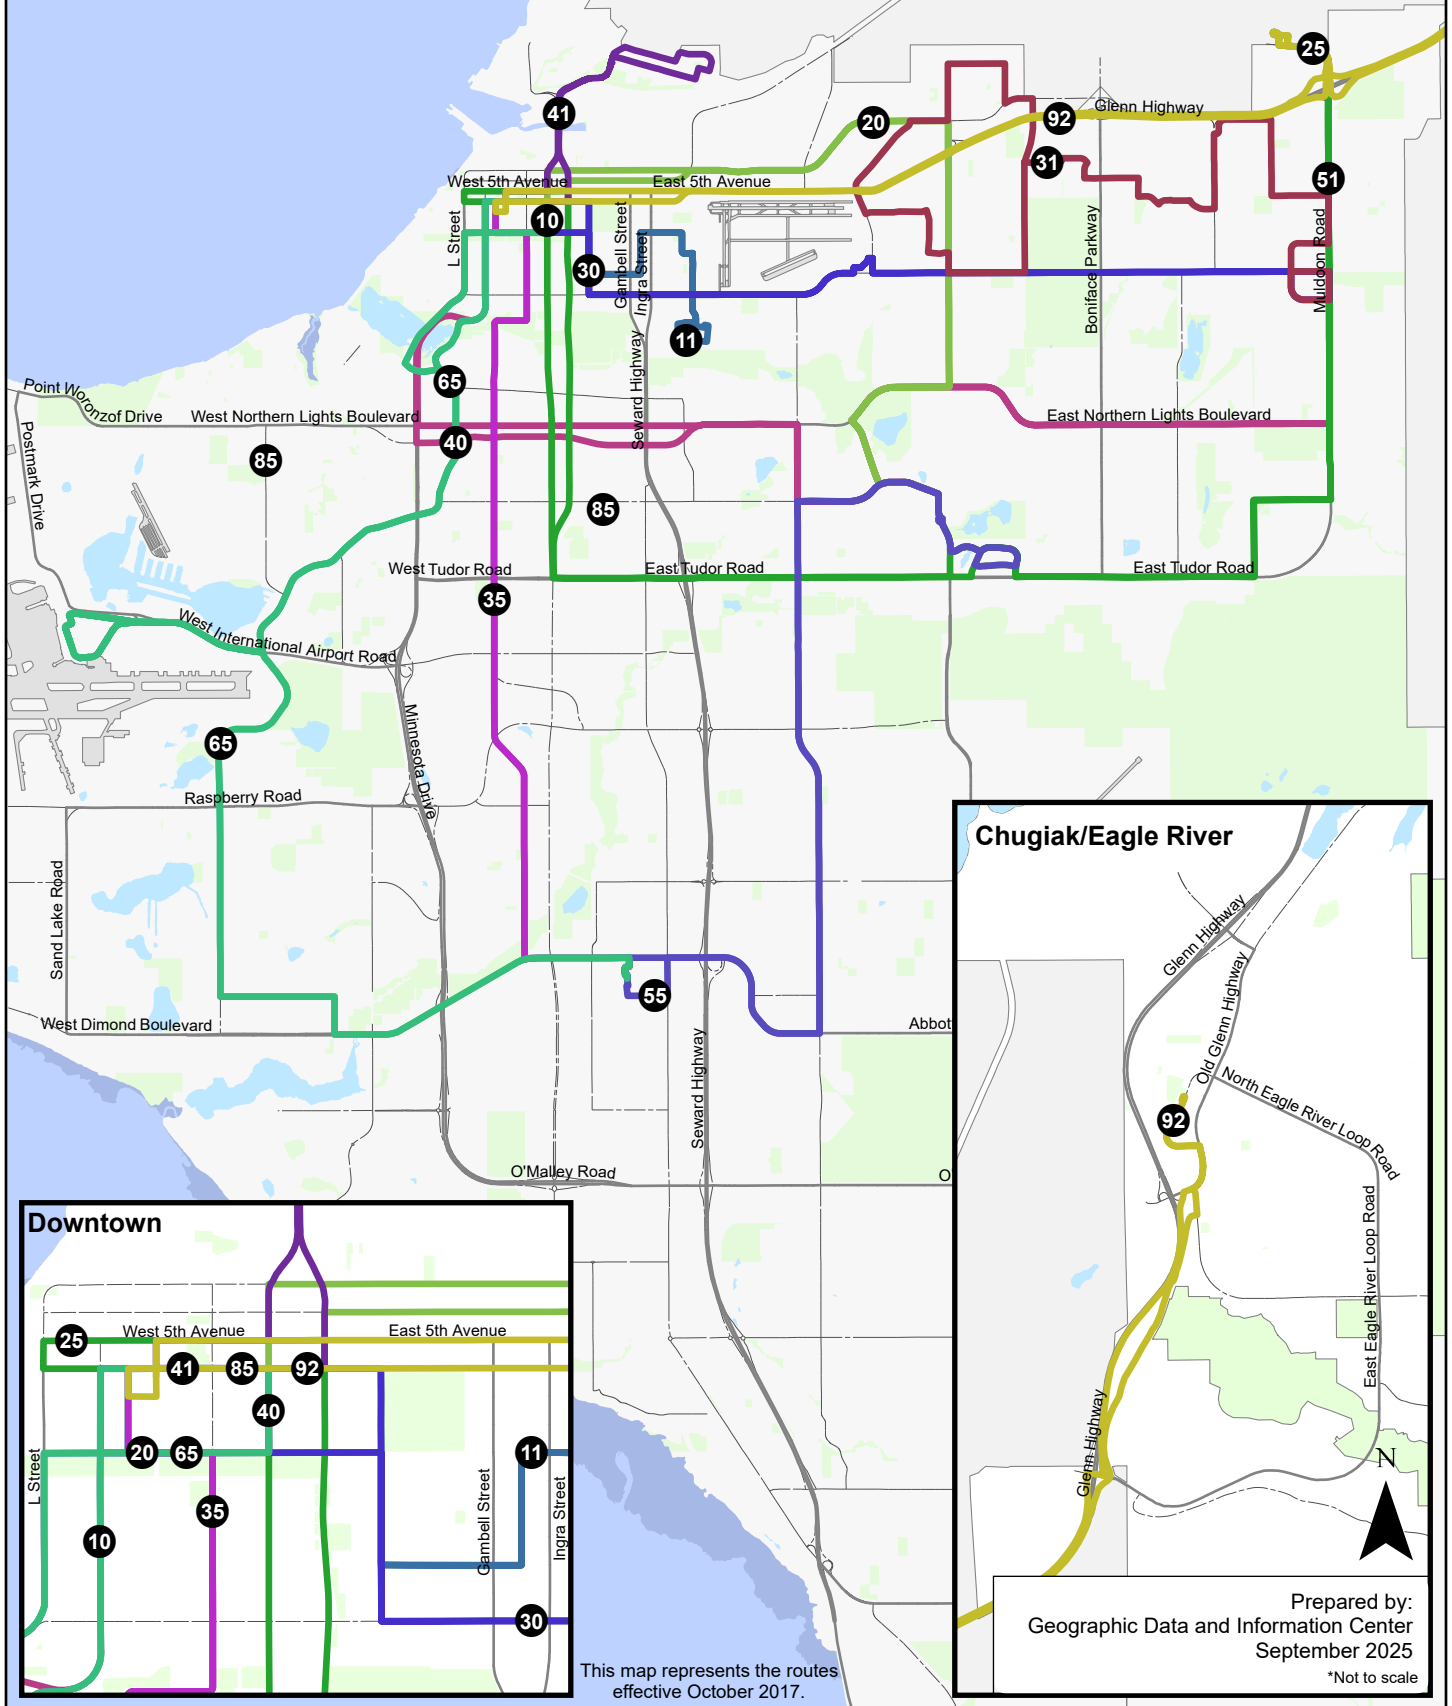 25
41
Glenn Highway
20
92
31
51
West 5th Avenue
East 5th Avenue
10
L Street
Gambell Street
Ingra Street
Boniface Parkway
Muldoon Road
30
11
Seward Highway
65
Point Woronzof Drive
West Northern Lights Boulevard
East Northern Lights Boulevard
40
85
Postmark Drive
85
West Tudor Road
East Tudor Road
East Tudor Road
35
West International Airport Road
65
Minnesota Drive
Raspberry Road
Sand Lake Road
55
West Dimond Boulevard
Abbot
Seward Highway
O'Malley Road
O'
Chugiak/Eagle River
Glenn Highway
Old Glenn Highway
North Eagle River Loop Road
92
East Eagle River Loop Road
Glenn Highway
N
Downtown
West 5th Avenue
East 5th Avenue
25
41
85
92
40
20
65
11
L Street
35
Gambell Street
Ingra Street
10
30
This map represents the routes
effective October 2017.
Prepared by:
Geographic Data and Information Center
September 2025
*Not to scale